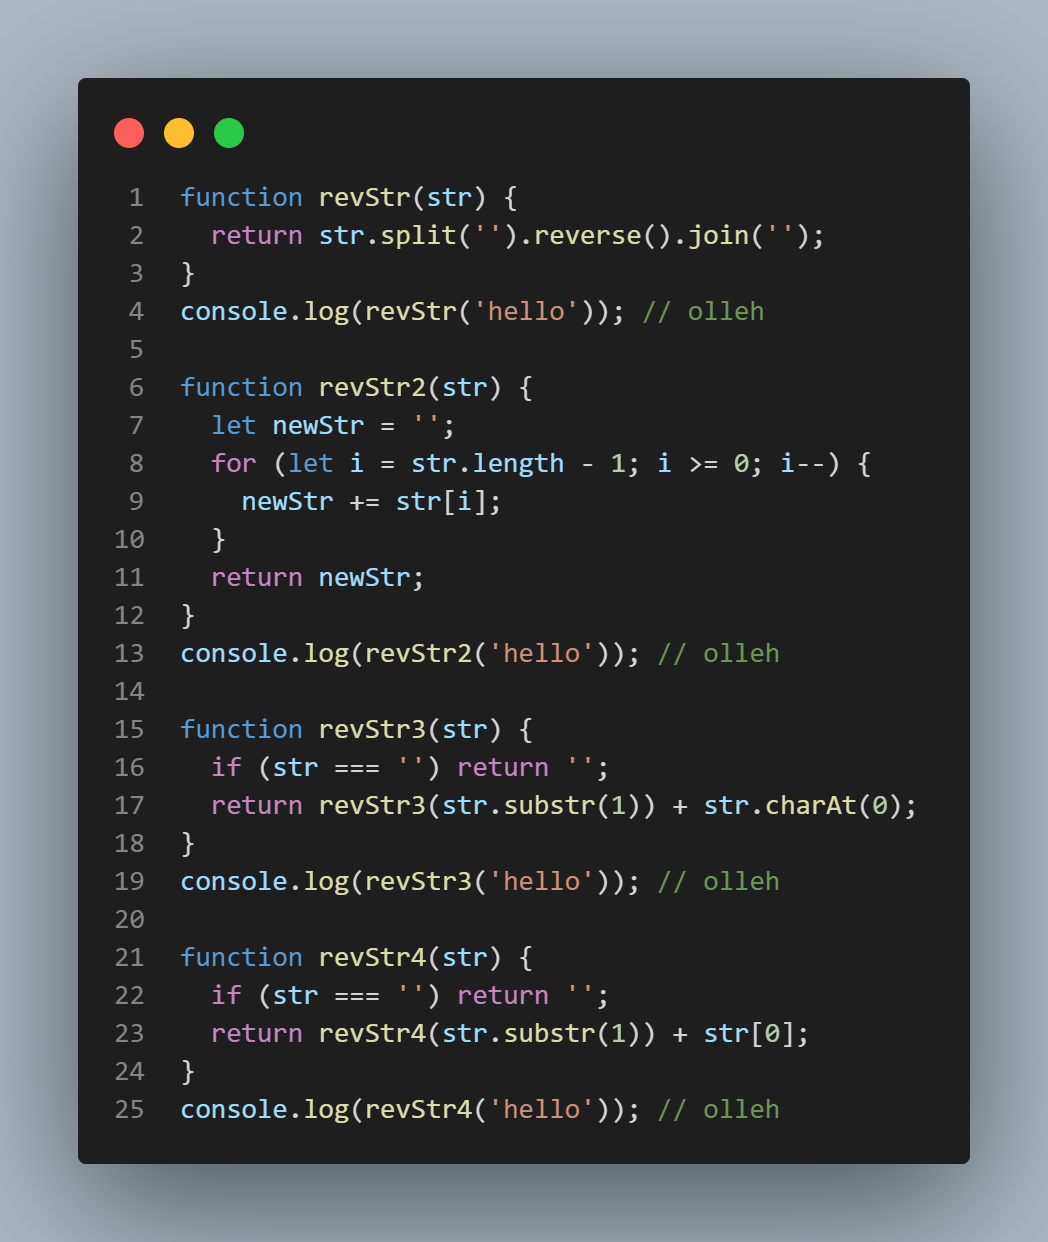 1 function revStr(str) {
2   return str.split('').reverse().join('');
3 }
4 console.log(revStr('hello')); // olleh
5
6 function revStr2(str) {
7   let newStr = '';
8   for (let i = str.length - 1; i >= 0; i--) {
9     newStr += str[i];
10   }
11   return newStr;
12 }
13 console.log(revStr2('hello')); // olleh
14
15 function revStr3(str) {
16   if (str === '') return '';
17   return revStr3(str.substr(1)) + str.charAt(0);
18 }
19 console.log(revStr3('hello')); // olleh
20
21 function revStr4(str) {
22   if (str === '') return '';
23   return revStr4(str.substr(1)) + str[0];
24 }
25 console.log(revStr4('hello')); // olleh